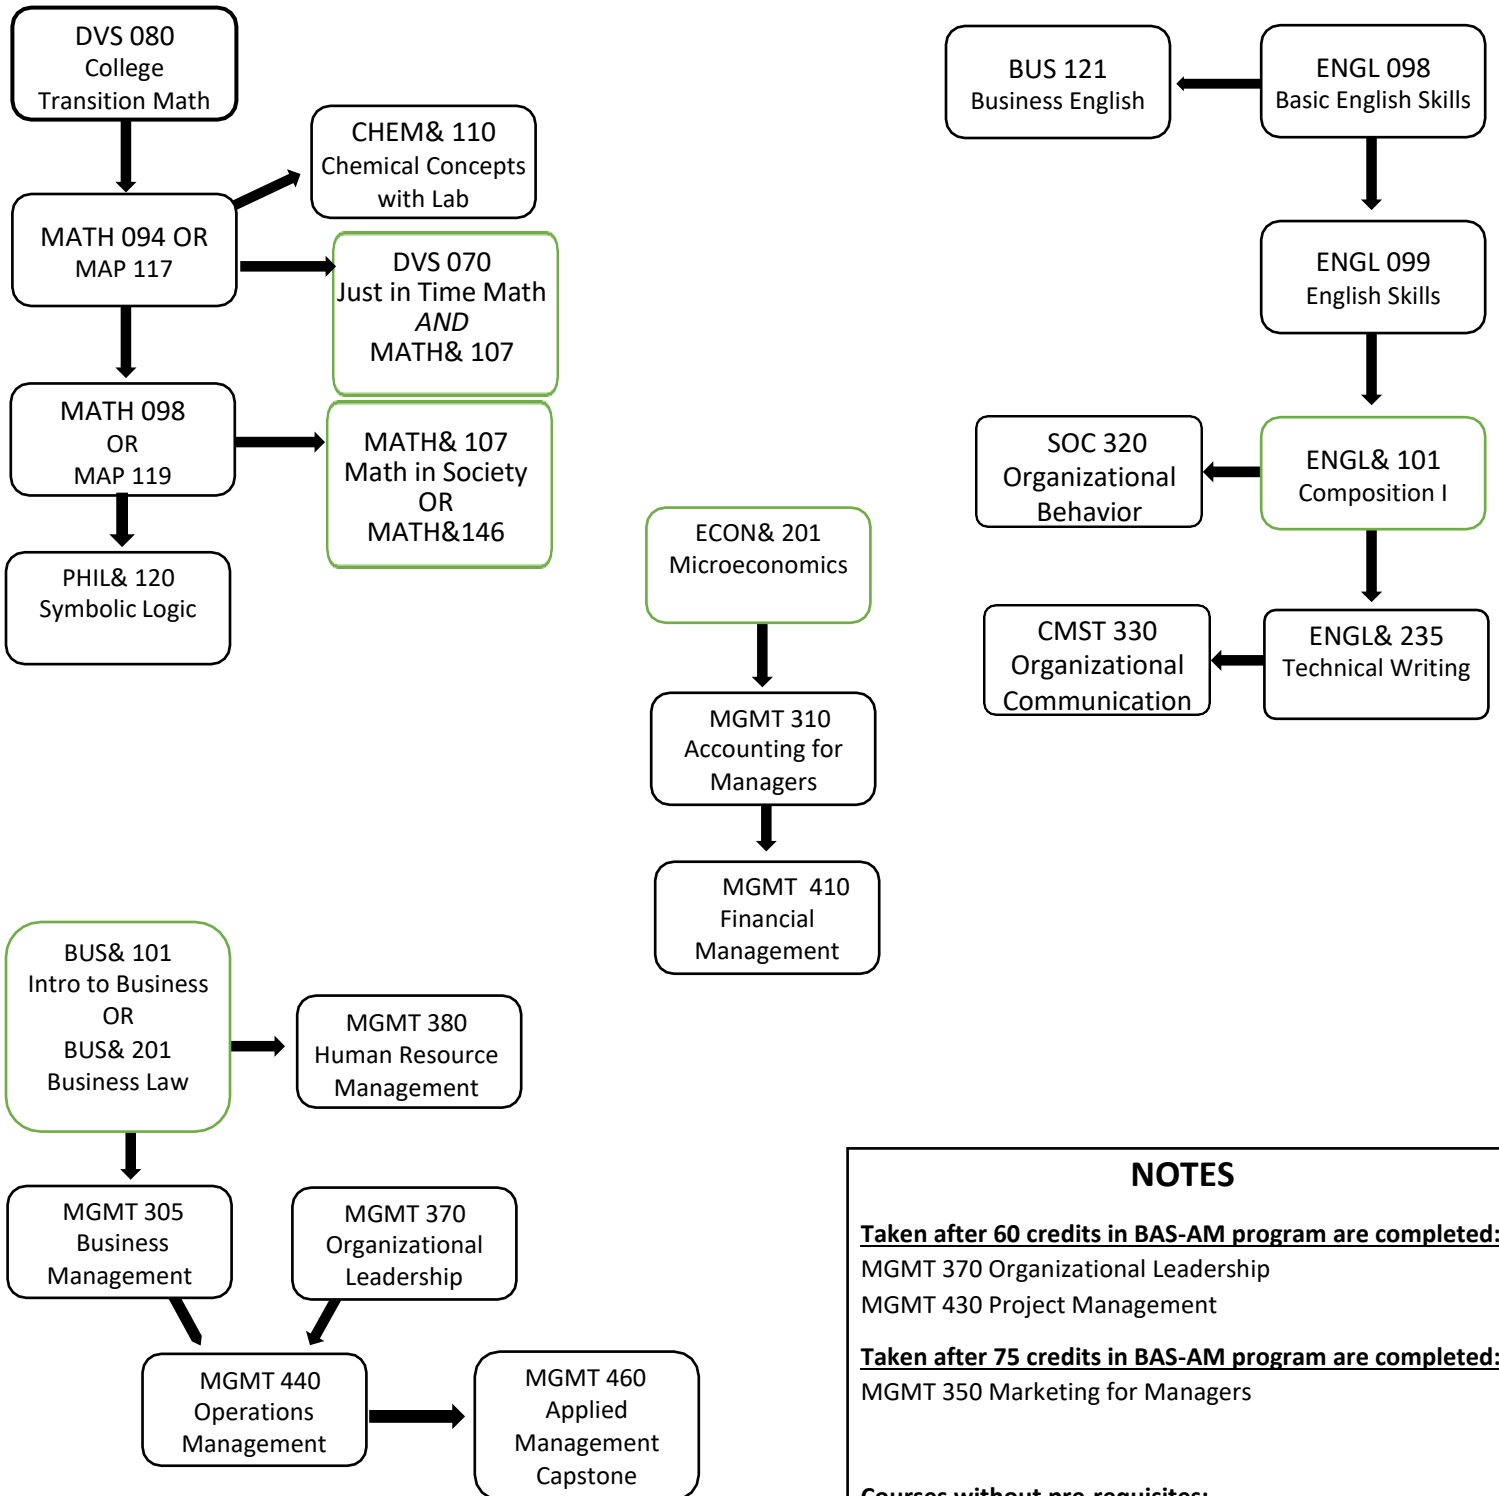 DVS 080
College
Transition Math
CHEM& 110
Chemical Concepts
with Lab
MATH 094 OR
MAP 117
DVS 070
Just in Time Math
AND
MATH& 107
MATH 098
OR
MAP 119
MATH& 107
Math in Society
OR
MATH&146
PHIL& 120
Symbolic Logic
BUS 121
Business English
ENGL 098
Basic English Skills
ENGL 099
English Skills
SOC 320
Organizational
Behavior
ENGL& 101
Composition I
CMST 330
Organizational
Communication
ENGL& 235
Technical Writing
ECON& 201
Microeconomics
MGMT 310
Accounting for
Managers
MGMT  410
Financial
Management
BUS& 101
Intro to Business
OR
BUS& 201
Business Law
MGMT 380
Human Resource
Management
MGMT 305
Business
Management
MGMT 370
Organizational
Leadership
MGMT 440
Operations
Management
MGMT 460
Applied
Management
Capstone
NOTES
Taken after 60 credits in BAS-AM program are completed:
MGMT 370 Organizational Leadership
MGMT 430 Project Management
Taken after 75 credits in BAS-AM program are completed:
MGMT 350 Marketing for Managers
Courses without pre-requisites: